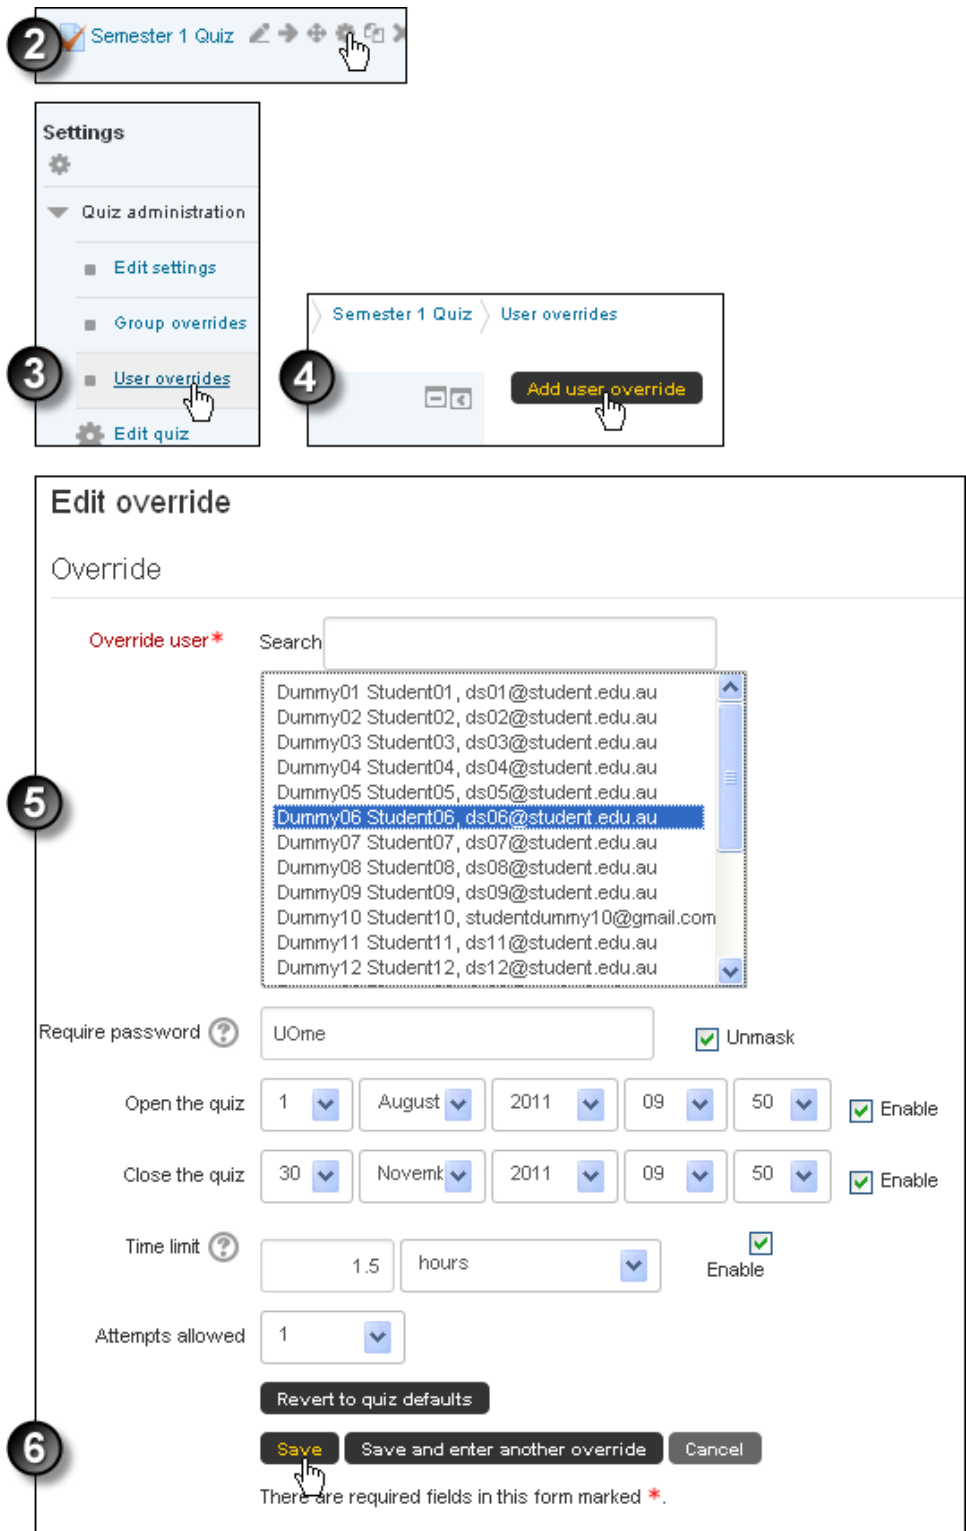 2
Semester 1 Quiz
Settings
Quiz administration
Edit settings
Group overrides
3
User overrides
Edit quiz
Semester 1 Quiz
User overrides
4
Add user override
Edit override
Override
Override user*
Search
5
Dummy01 Student01, ds01@student.edu.au
Dummy02 Student02, ds02@student.edu.au
Dummy03 Student03, ds03@student.edu.au
Dummy04 Student04, ds04@student.edu.au
Dummy05 Student05, ds05@student.edu.au
Dummy06 Student06, ds06@student.edu.au
Dummy07 Student07, ds07@student.edu.au
Dummy08 Student08, ds08@student.edu.au
Dummy09 Student09, ds09@student.edu.au
Dummy10 Student10, studentdummy10@gmail.com
Dummy11 Student11, ds11@student.edu.au
Dummy12 Student12, ds12@student.edu.au
Require password ? UOme Unmask
Open the quiz 1 August 2011 09 50 Enable
Close the quiz 30 Novemb 2011 09 50 Enable
Time limit ? 1.5 hours Enable
Attempts allowed 1
Revert to quiz defaults
6
Save Save and enter another override Cancel
There are required fields in this form marked *.